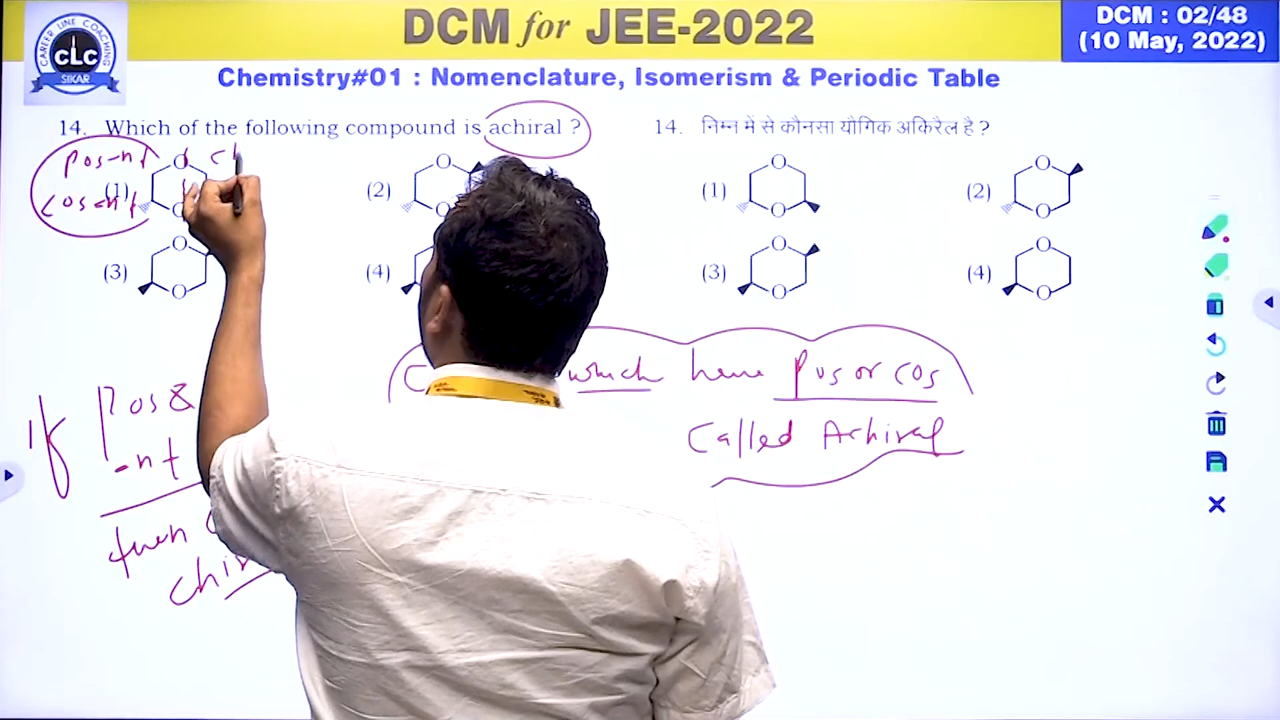 DCM for JEE-2022
DCM : 02/48
(10 May, 2022)
CAREER LINE COACHING
CLC
SIKAR
Chemistry#01 : Nomenclature, Isomerism & Periodic Table
14. Which of the following compound is achiral ?
14. निम्न में से कौनसा यौगिक अकिरैल है ?
Pos-nt
(1) O O
Cos-nt
(2) O
(3) O O
(4)
(1) O O
(2) O O
(3) O O
(4) O O
which have Pos or COS
Called Achiral
If Pos &
-nt
then